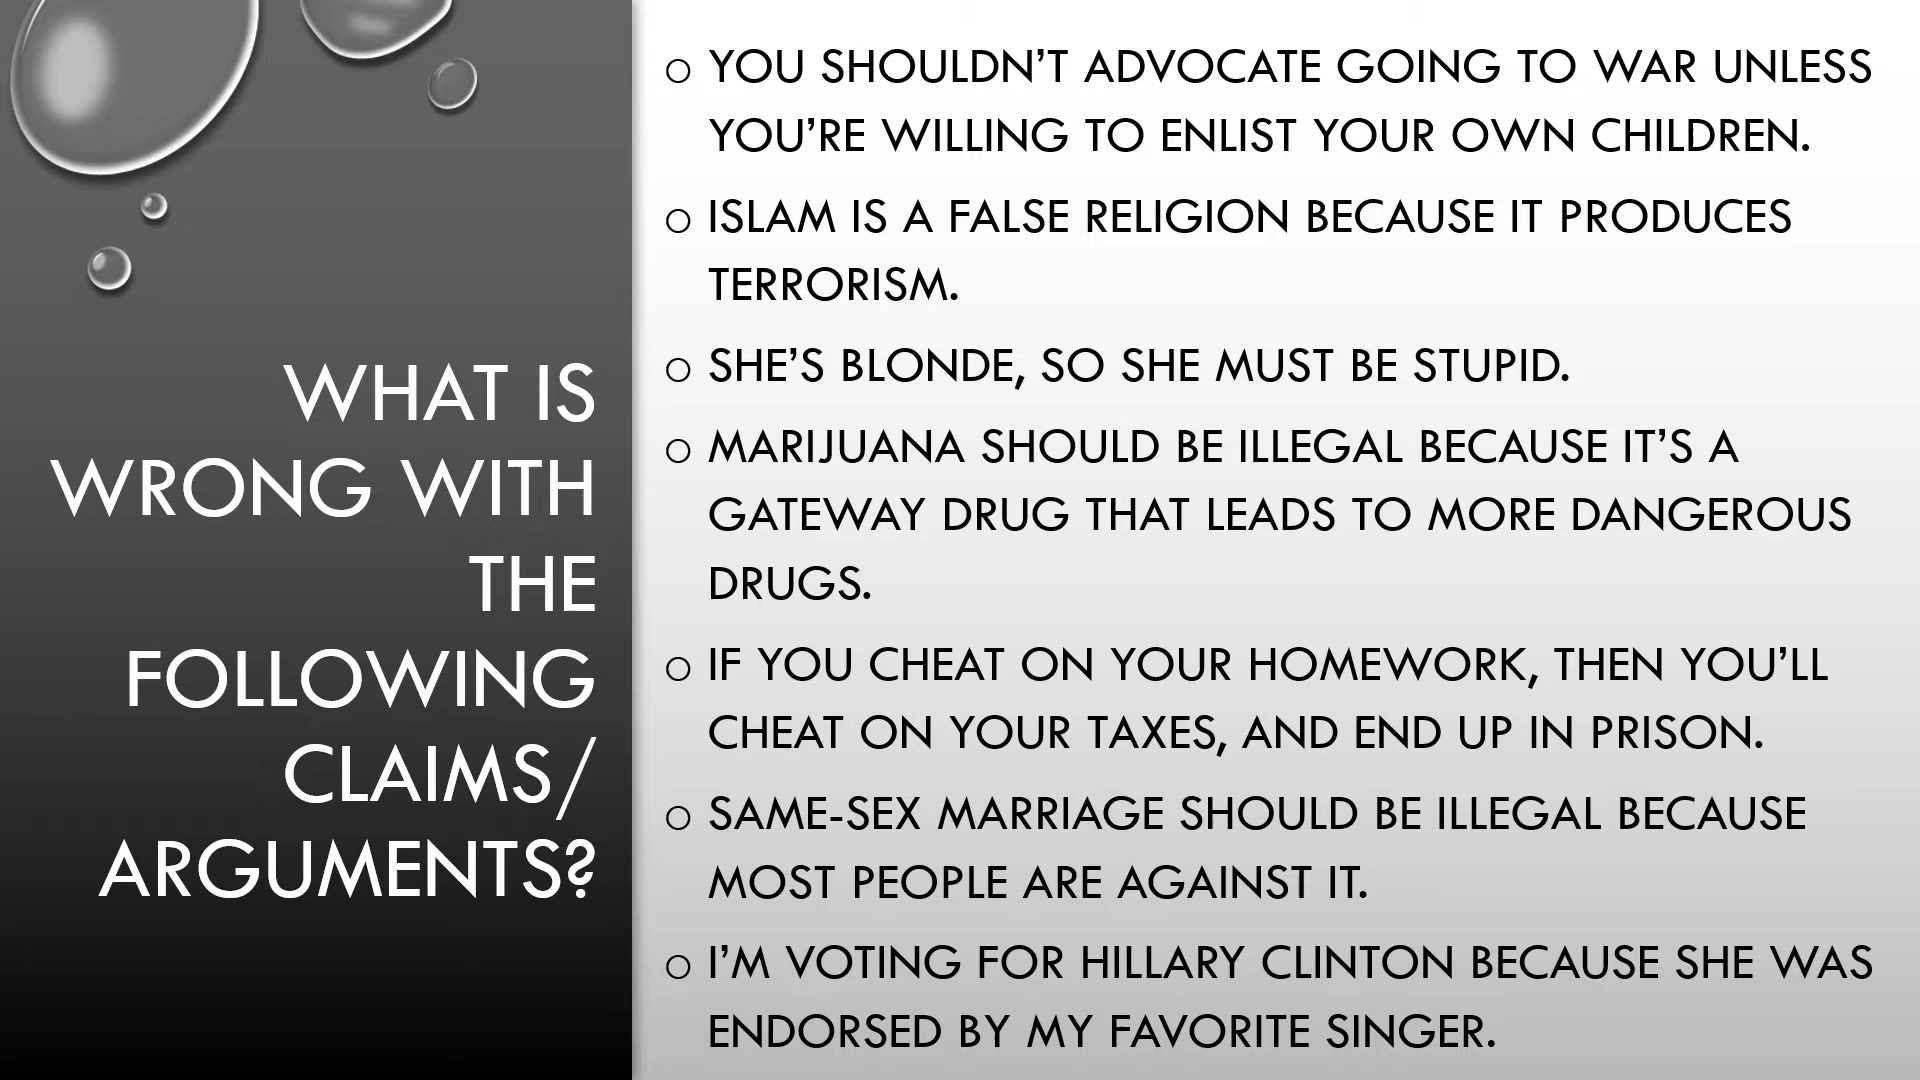 WHAT IS
WRONG WITH
THE
FOLLOWING
CLAIMS/
ARGUMENTS?
o YOU SHOULDN'T ADVOCATE GOING TO WAR UNLESS
YOU'RE WILLING TO ENLIST YOUR OWN CHILDREN.
o ISLAM IS A FALSE RELIGION BECAUSE IT PRODUCES
TERRORISM.
o SHE'S BLONDE, SO SHE MUST BE STUPID.
o MARIJUANA SHOULD BE ILLEGAL BECAUSE IT'S A
GATEWAY DRUG THAT LEADS TO MORE DANGEROUS
DRUGS.
o IF YOU CHEAT ON YOUR HOMEWORK, THEN YOU'LL
CHEAT ON YOUR TAXES, AND END UP IN PRISON.
o SAME-SEX MARRIAGE SHOULD BE ILLEGAL BECAUSE
MOST PEOPLE ARE AGAINST IT.
o I'M VOTING FOR HILLARY CLINTON BECAUSE SHE WAS
ENDORSED BY MY FAVORITE SINGER.